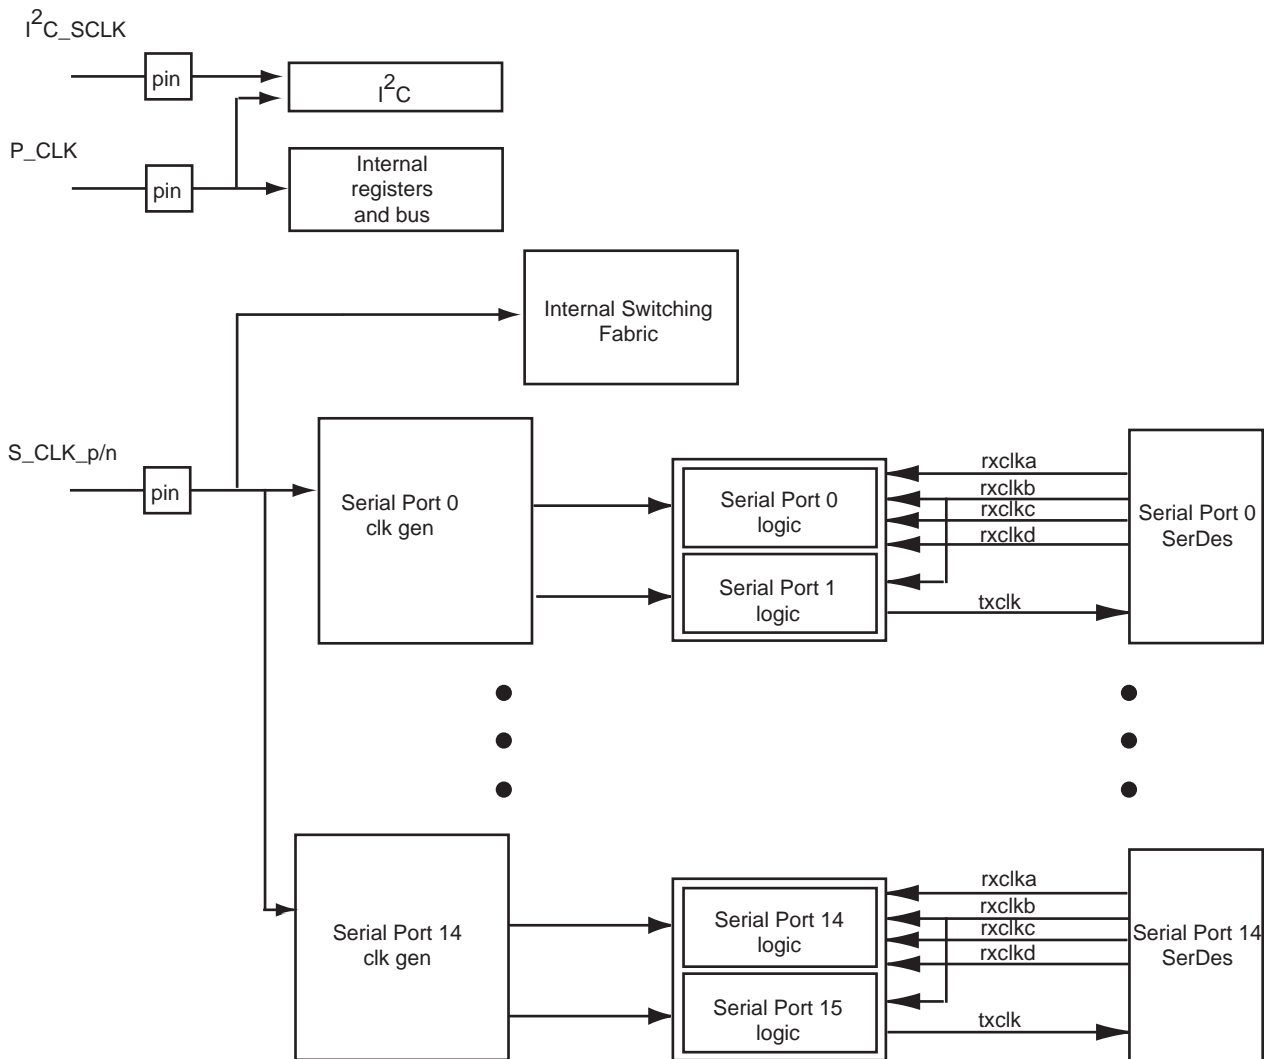 I²C_SCLK
pin
I²C
P_CLK
pin
Internal
registers
and bus
Internal Switching
Fabric
S_CLK_p/n
pin
Serial Port 0
clk gen
Serial Port 0
logic
Serial Port 1
logic
rxclka
rxclkb
rxclkc
rxclkd
txclk
Serial Port 0
SerDes
Serial Port 14
clk gen
Serial Port 14
logic
Serial Port 15
logic
rxclka
rxclkb
rxclkc
rxclkd
txclk
Serial Port 14
SerDes